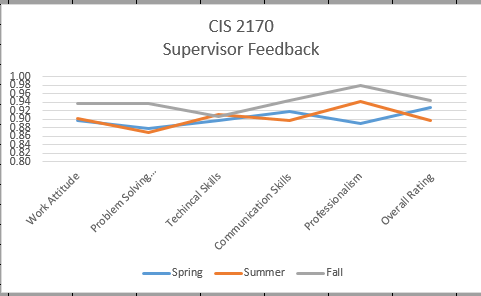 CIS 2170
Supervisor Feedback
1.00
0.98
0.96
0.94
0.92
0.90
0.88
0.86
0.84
0.82
0.80
Work Attitude
Problem Solving...
Techincal Skills
Communication Skills
Professionalism
Overall Rating
Spring
Summer
Fall